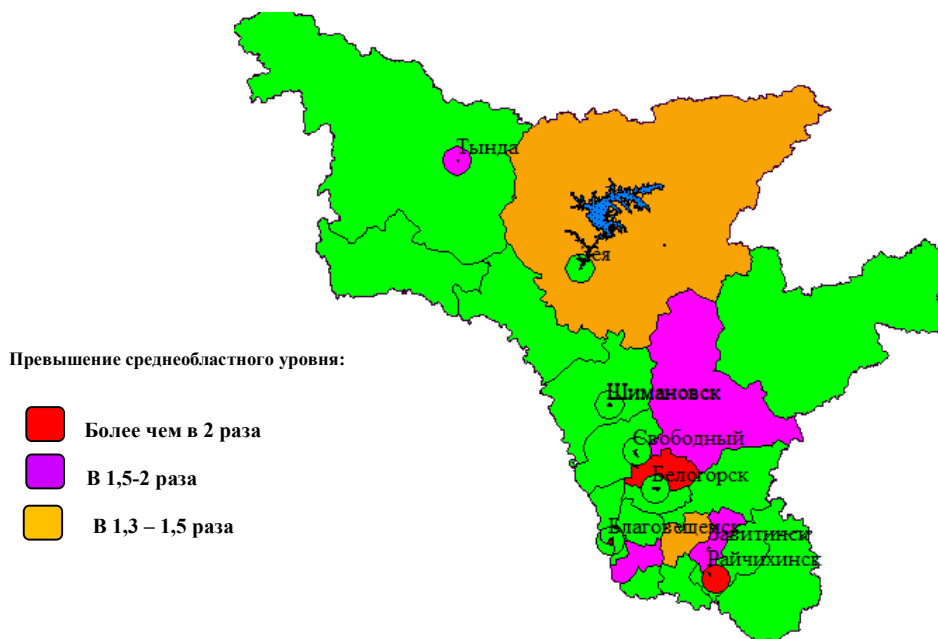 Тында
Зея
Превышение среднеобластного уровня:
Шимановск
Более чем в 2 раза
Свободный
В 1,5-2 раза
Белогорск
В 1,3 – 1,5 раза
Благовещенск
Завитинск
Райчихинск